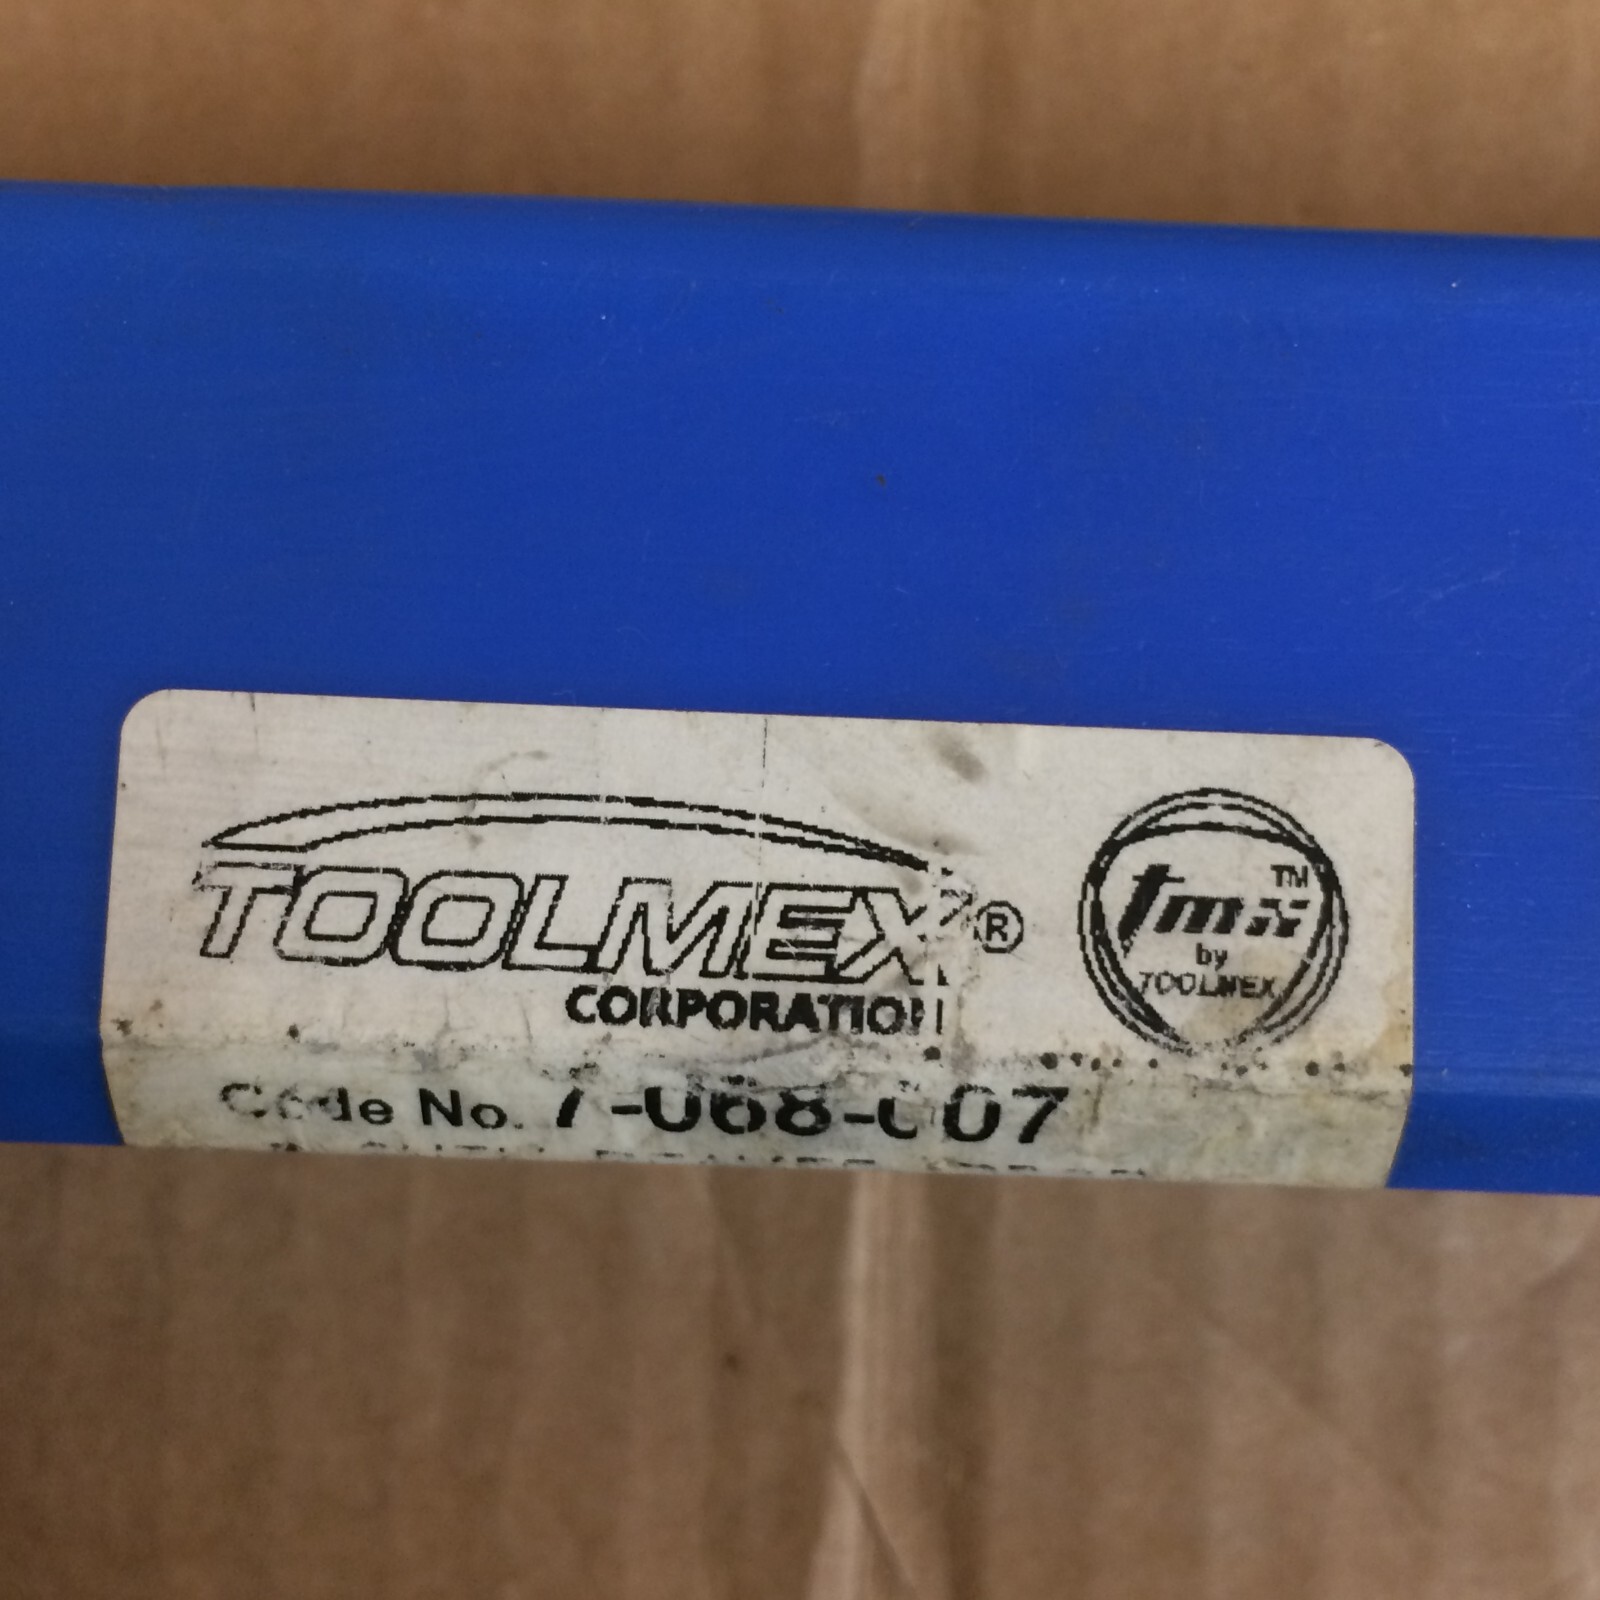 TOOLMEX®
CORPORATION
tmx™
by
TOOLMEX
Code No. 7-068-007